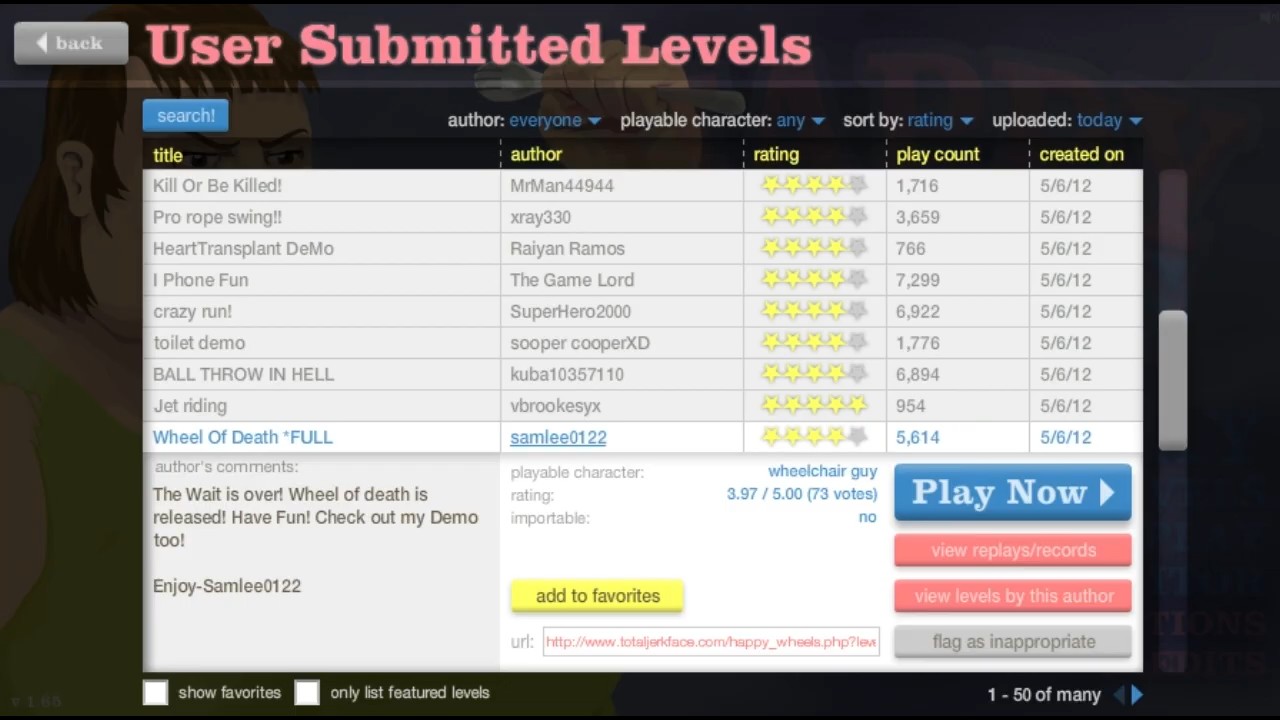 back
User Submitted Levels
search!
author: everyone playable character: any sort by: rating uploaded: today
title author rating play count created on
Kill Or Be Killed! MrMan44944 1,716 5/6/12
Pro rope swing!! xray330 3,659 5/6/12
HeartTransplant DeMo Raiyan Ramos 766 5/6/12
I Phone Fun The Game Lord 7,299 5/6/12
crazy run! SuperHero2000 6,922 5/6/12
toilet demo sooper cooperXD 1,776 5/6/12
BALL THROW IN HELL kuba10357110 6,894 5/6/12
Jet riding vbrookesyx 954 5/6/12
Wheel Of Death *FULL samlee0122 5,614 5/6/12
author's comments:
The Wait is over! Wheel of death is
released! Have Fun! Check out my Demo
too!
Enjoy-Samlee0122
playable character: wheelchair guy
rating: 3.97 / 5.00 (73 votes)
importable: no
add to favorites
url: http://www.totaljerkface.com/happy_wheels.php?leve
Play Now
view replays/records
view levels by this author
flag as inappropriate
show favorites only list featured levels
1 - 50 of many
v 1.65